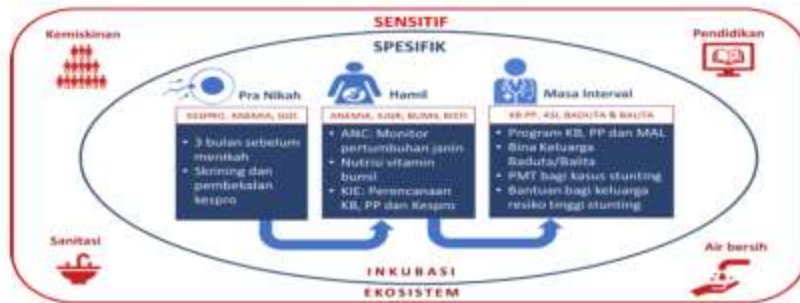 SENSITIF
Kemiskinan
Pendidikan
SPESIFIK
Pra Nikah
Hamil
Masa Interval
KESPRO, ANEMIA, GIZI
• 3 bulan sebelum
menikah
• Skrining dan
pembekalan
kespro
ANEMIA, IUGR, BUMIL RISTI
• ANC: Monitor
pertumbuhan janin
• Nutrisi vitamin
bumil
• KIE: Perencanaan
KB, PP dan Kespro
KB PP, ASI, BADUTA & BALITA
• Program KB, PP dan MAL
• Bina Keluarga
Baduta/Balita
• PMT bagi kasus stunting
• Bantuan bagi keluarga
resiko tinggi stunting
Sanitasi
Air bersih
INKUBASI
EKOSISTEM